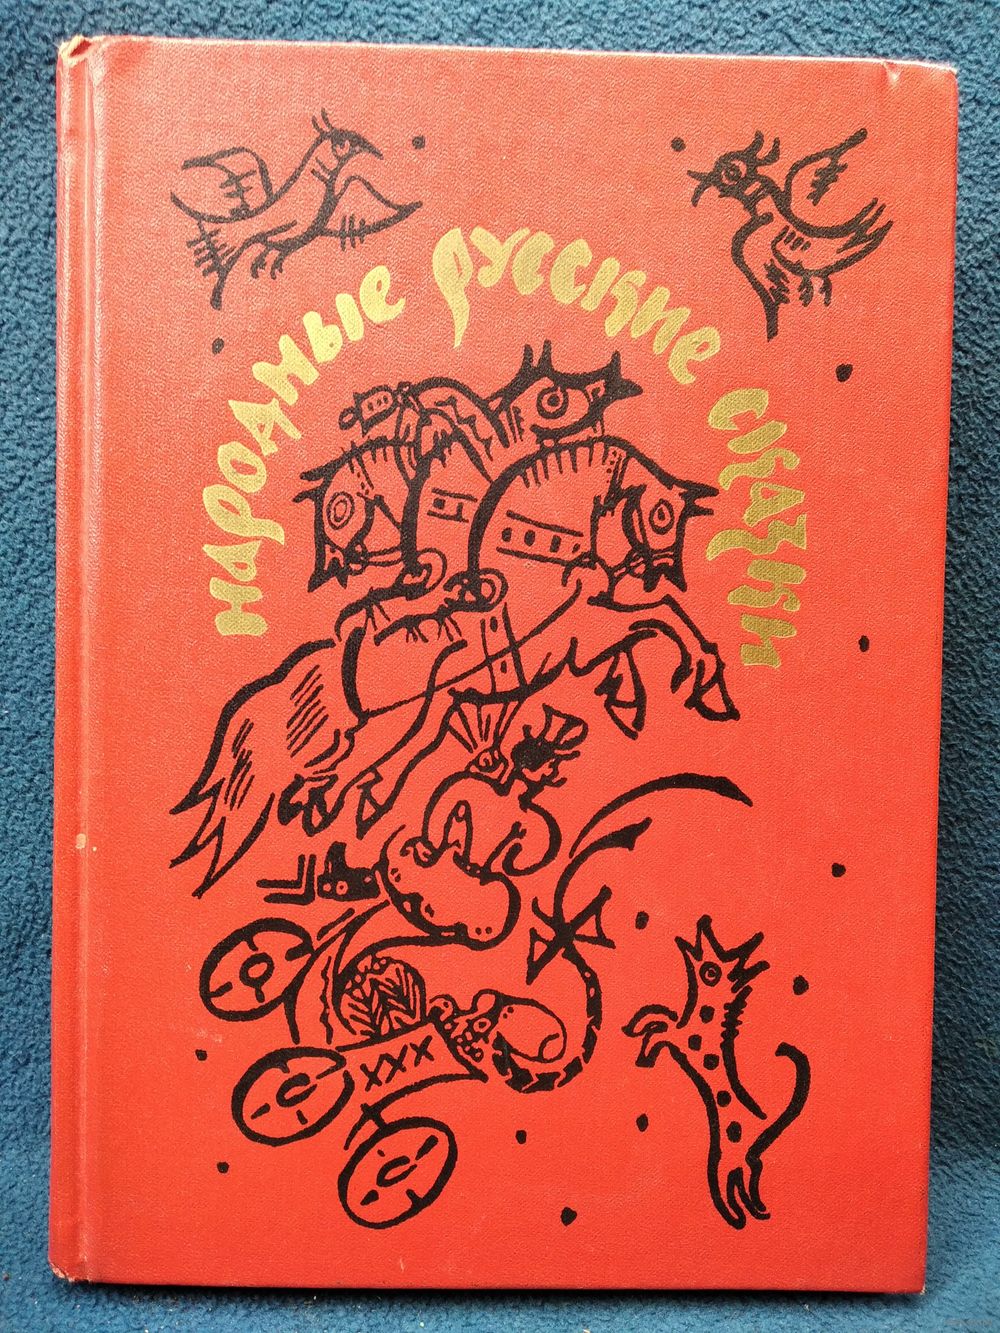 народные русские сказки